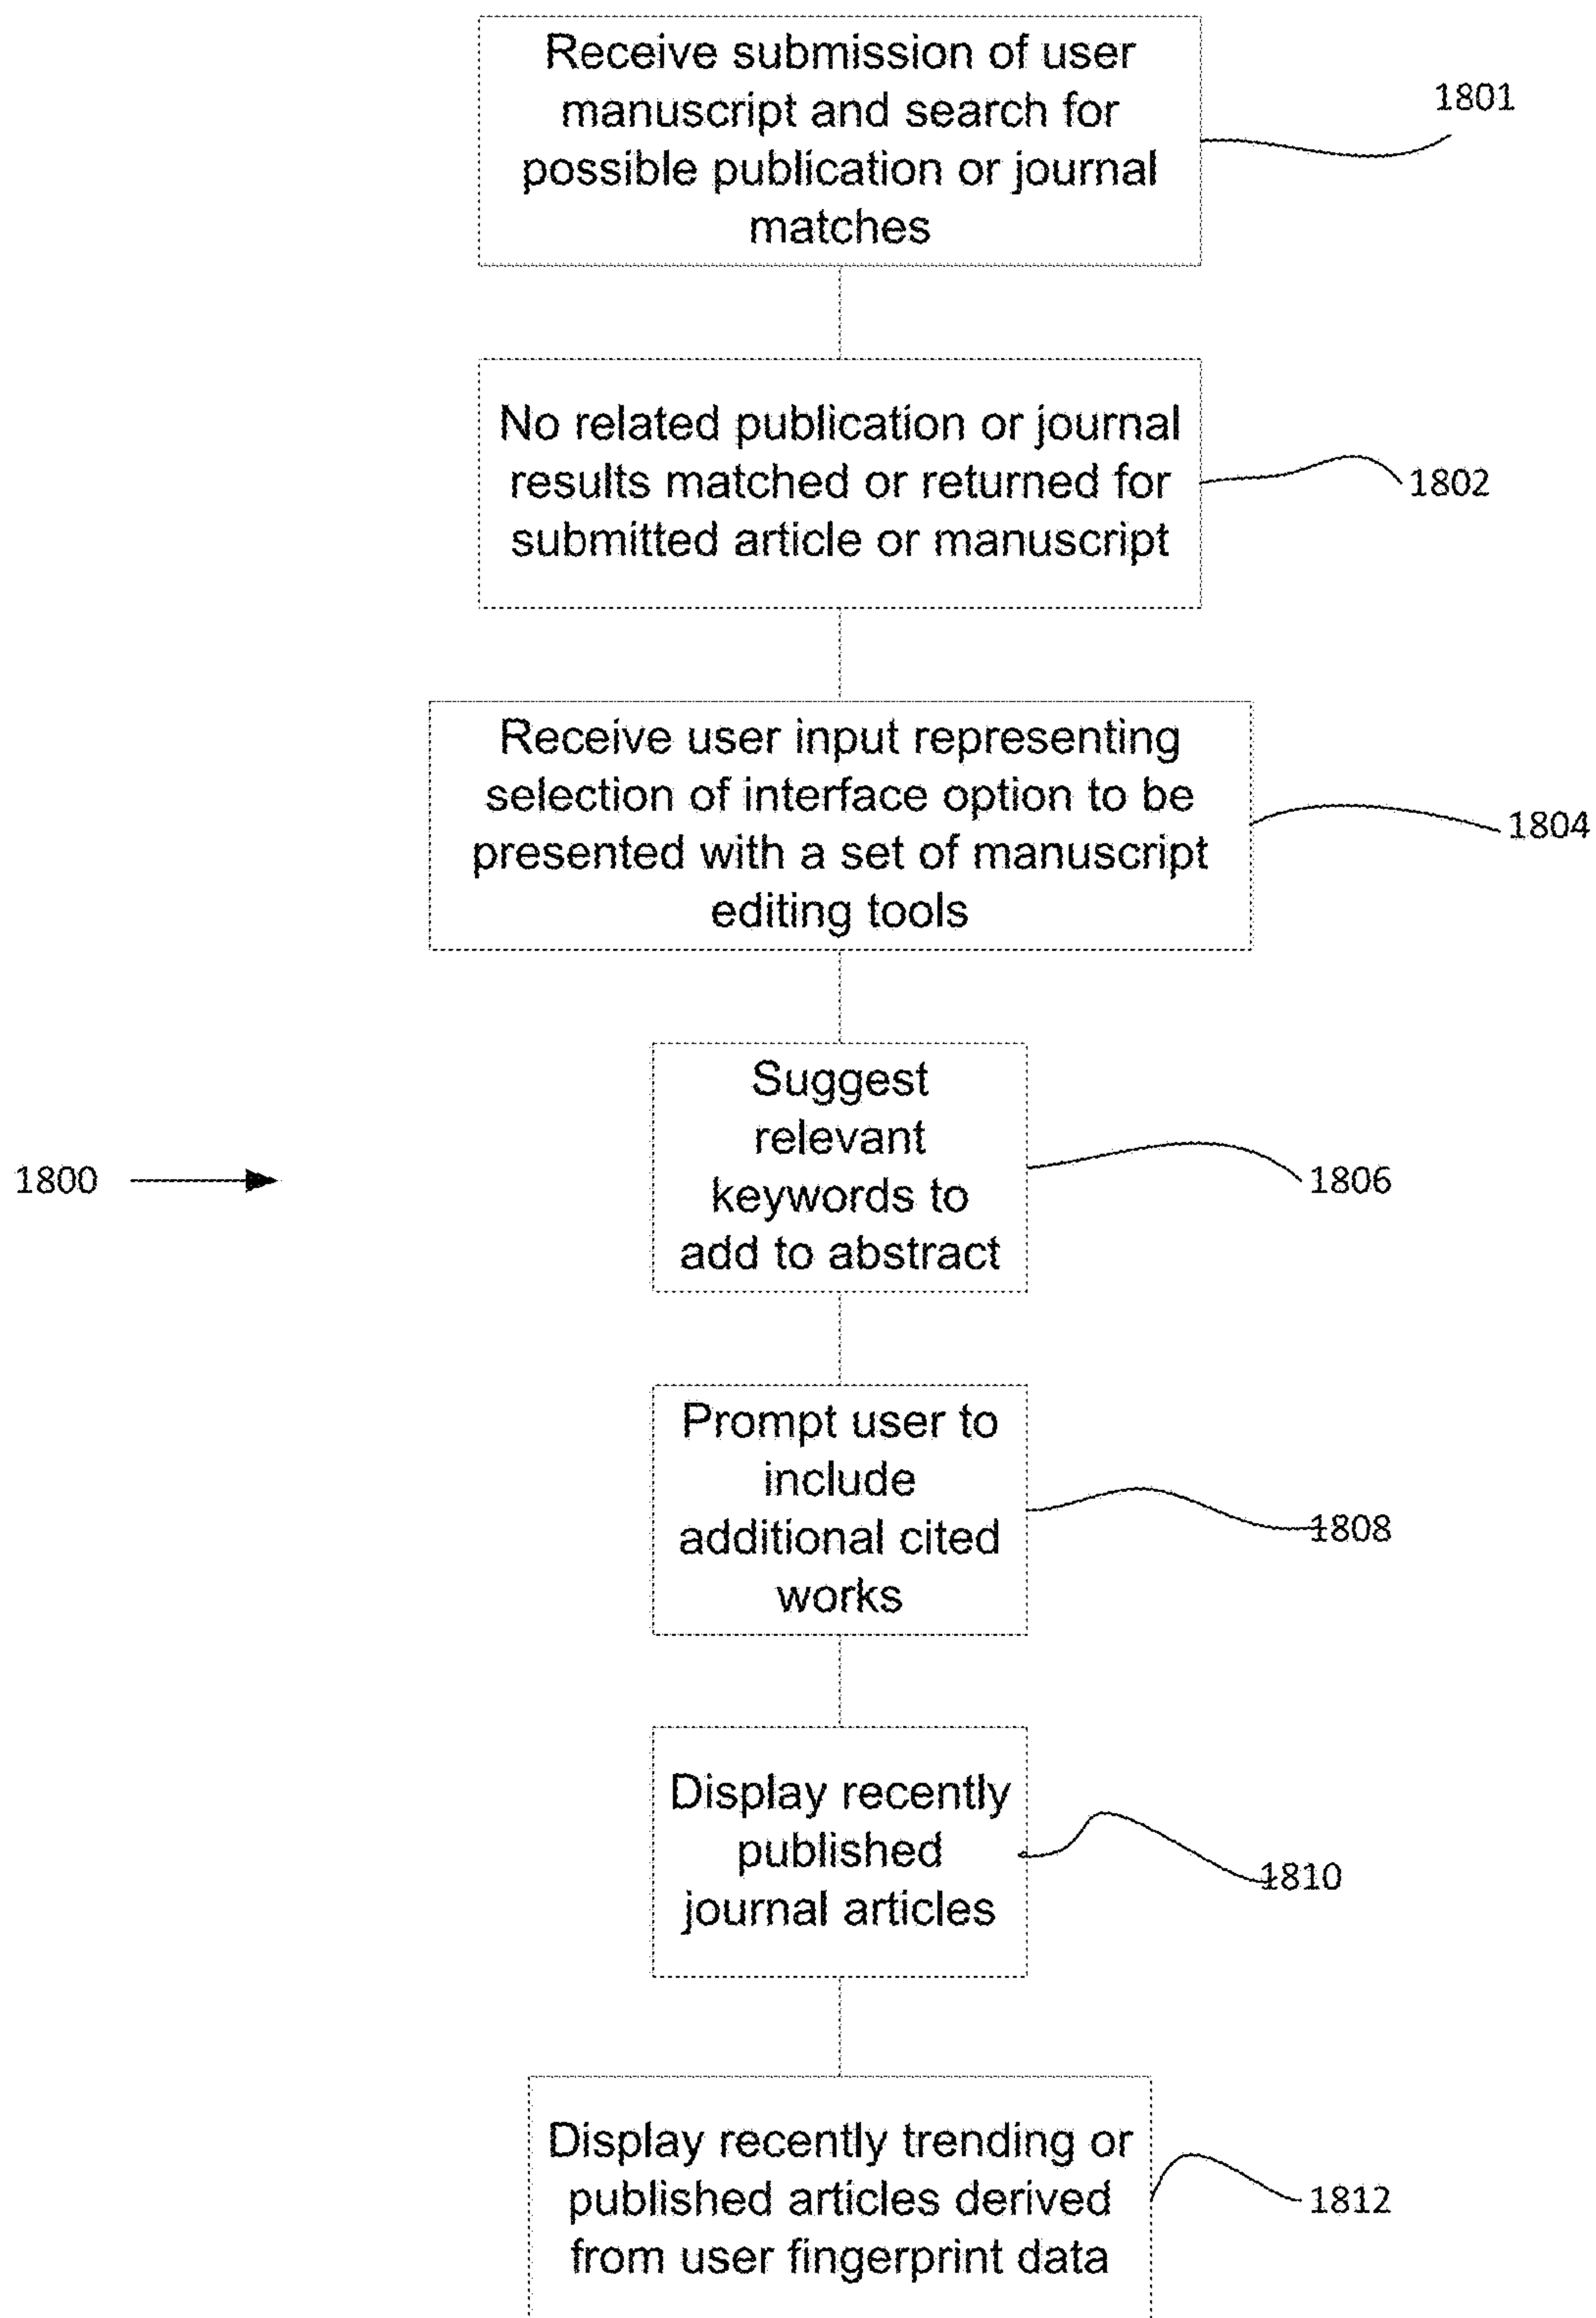 Receive submission of user
manuscript and search for
possible publication or journal
matches
1801
No related publication or journal
results matched or returned for
submitted article or manuscript
1802
Receive user input representing
selection of interface option to be
presented with a set of manuscript
editing tools
1804
Suggest
relevant
keywords to
add to abstract
1800
1806
Prompt user to
include
additional cited
works
1808
Display recently
published
journal articles
1810
Display recently trending or
published articles derived
from user fingerprint data
1812